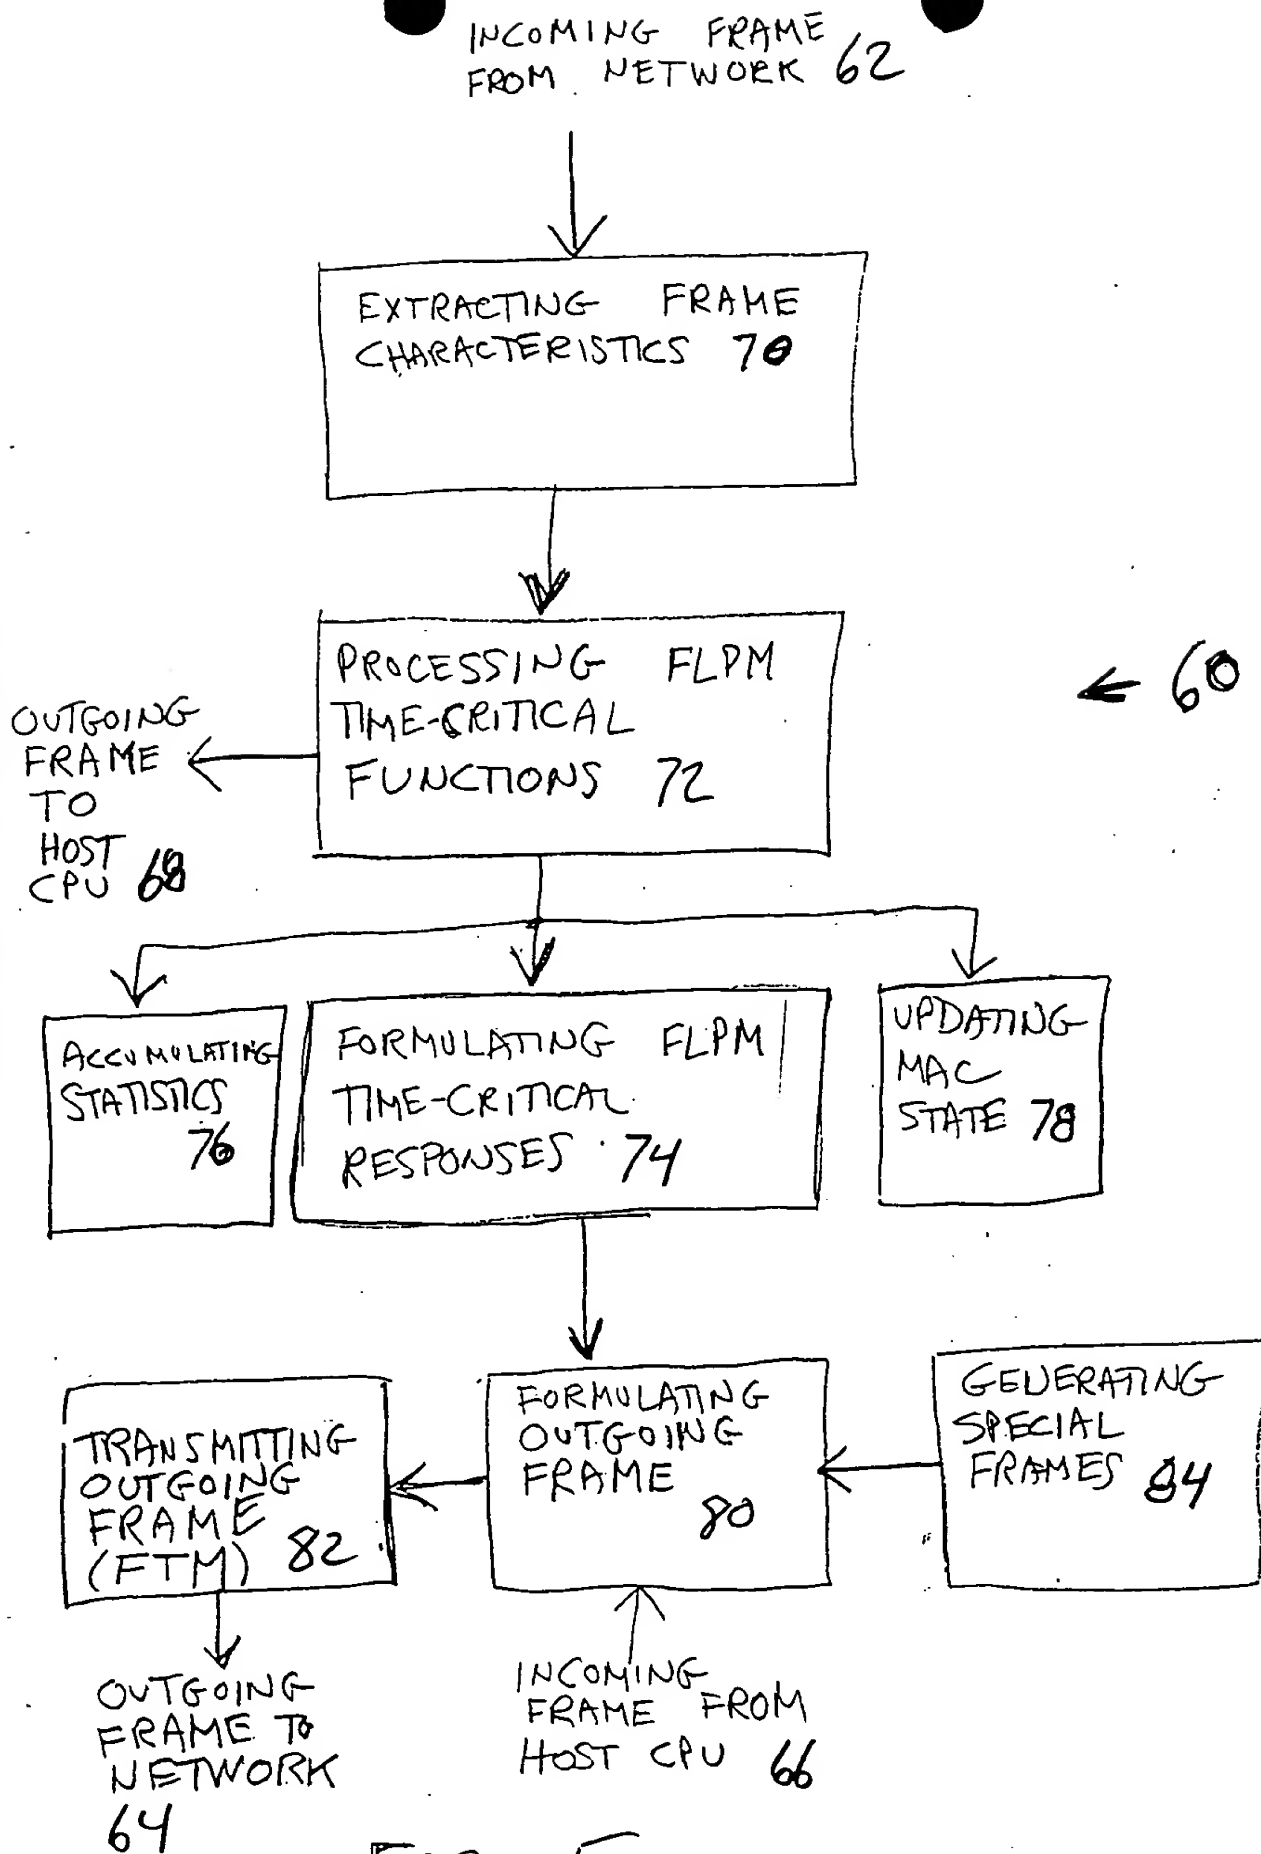 INCOMING FRAME
FROM NETWORK 62
EXTRACTING FRAME
CHARACTERISTICS 70
PROCESSING FLPM
TIME-CRITICAL
FUNCTIONS 72
60
OUTGOING
FRAME
TO
HOST
CPU 68
ACCUMULATING
STATISTICS
76
FORMULATING FLPM
TIME-CRITICAL
RESPONSES 74
UPDATING
MAC
STATE 78
TRANSMITTING
OUTGOING
FRAME
(FTM) 82
FORMULATING
OUTGOING
FRAME
80
GENERATING
SPECIAL
FRAMES 84
OUTGOING
FRAME TO
NETWORK
64
INCOMING
FRAME FROM
HOST CPU 66